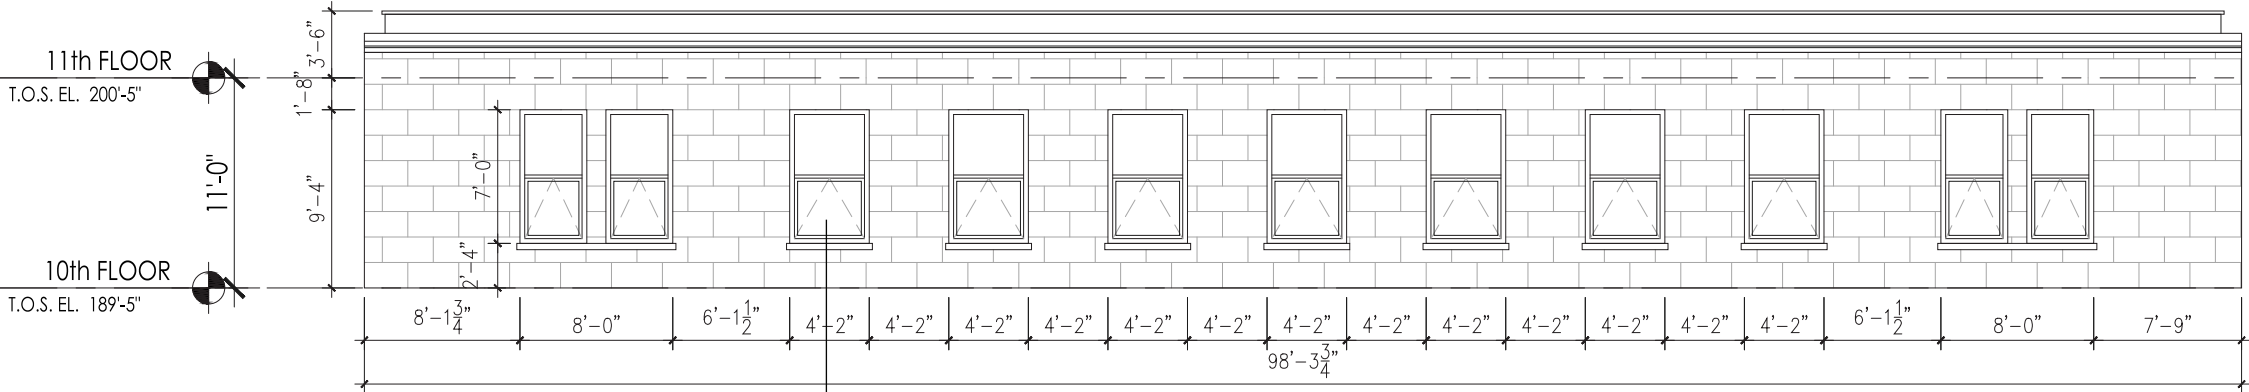 3'-6"
11th FLOOR
T.O.S. EL. 200'-5"
1'-8"
11'-0"
9'-4"
7'-0"
2'-4"
10th FLOOR
T.O.S. EL. 189'-5"
8'-1 3/4" 8'-0" 6'-1 1/2" 4'-2" 4'-2" 4'-2" 4'-2" 4'-2" 4'-2" 4'-2" 4'-2" 4'-2" 4'-2" 4'-2" 4'-2" 4'-2" 6'-1 1/2" 8'-0" 7'-9"
98'-3 3/4"